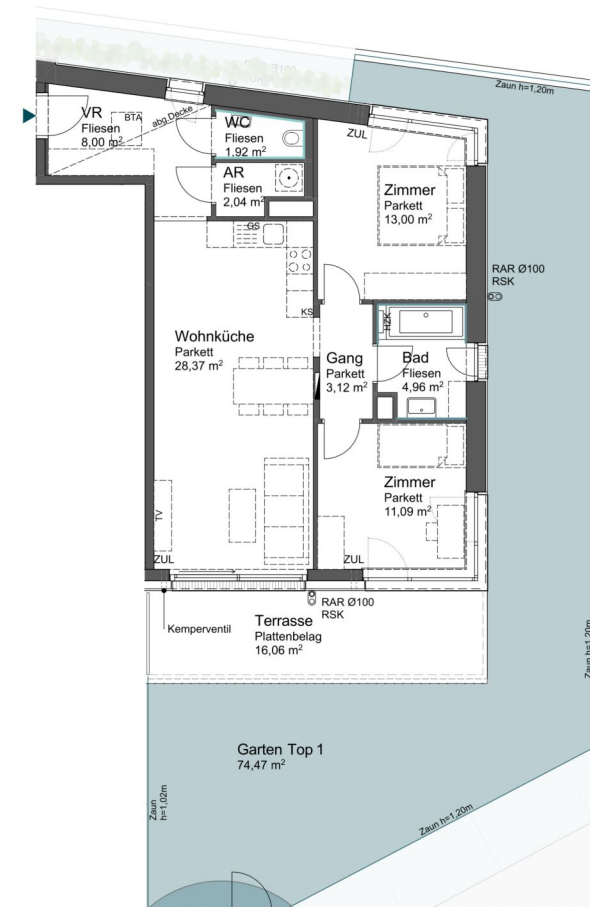 Zaun h=1,20m
VR
Fliesen
8,00 m²
BTA
abg.Decke
WC
Fliesen
1,92 m²
ZUL
AR
Fliesen
2,04 m²
Zimmer
Parkett
13,00 m²
GS
RAR Ø100
RSK
KS
HZK
Wohnküche
Parkett
28,37 m²
Gang
Parkett
3,12 m²
Bad
Fliesen
4,96 m²
Zimmer
Parkett
11,09 m²
TV
ZUL
ZUL
RAR Ø100
RSK
Kemperventil
Terrasse
Plattenbelag
16,06 m²
Zaun h=1,20m
Garten Top 1
74,47 m²
Zaun
h=1,02m
Zaun h=1,20m